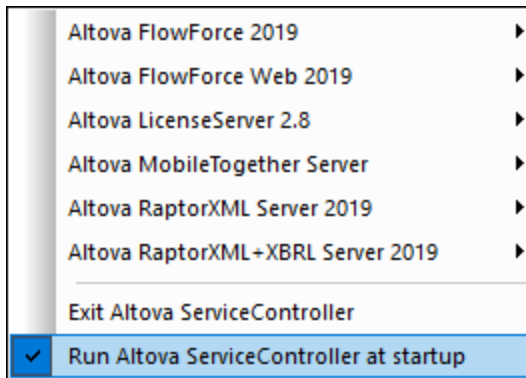 Altova FlowForce 2019
Altova FlowForce Web 2019
Altova LicenseServer 2.8
Altova MobileTogether Server
Altova RaptorXML Server 2019
Altova RaptorXML+XBRL Server 2019
Exit Altova ServiceController
Run Altova ServiceController at startup